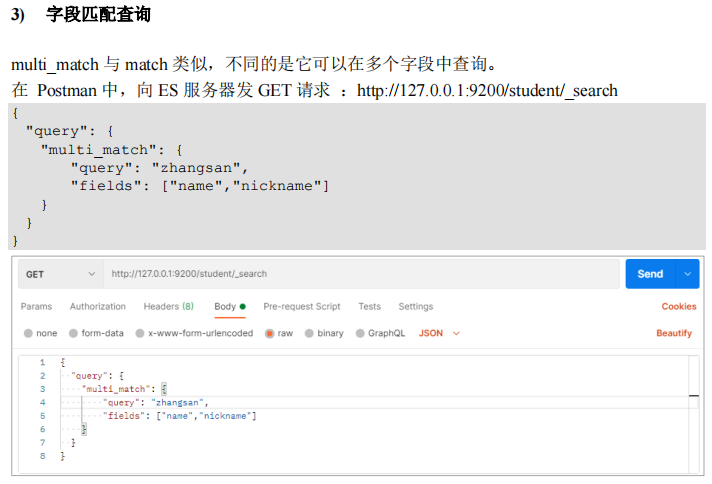 3) 字段匹配查询
multi_match 与 match 类似，不同的是它可以在多个字段中查询。
在 Postman 中，向 ES 服务器发 GET 请求 ：http://127.0.0.1:9200/student/_search
{
  "query": {
    "multi_match": {
        "query": "zhangsan",
        "fields": ["name","nickname"]
    }
  }
}
GET http://127.0.0.1:9200/student/_search Send
Params Authorization Headers (8) Body Pre-request Script Tests Settings Cookies
none form-data x-www-form-urlencoded raw binary GraphQL JSON Beautify
1 {
2   "query": {
3     "multi_match": {
4         "query": "zhangsan",
5         "fields": ["name","nickname"]
6     }
7   }
8 }